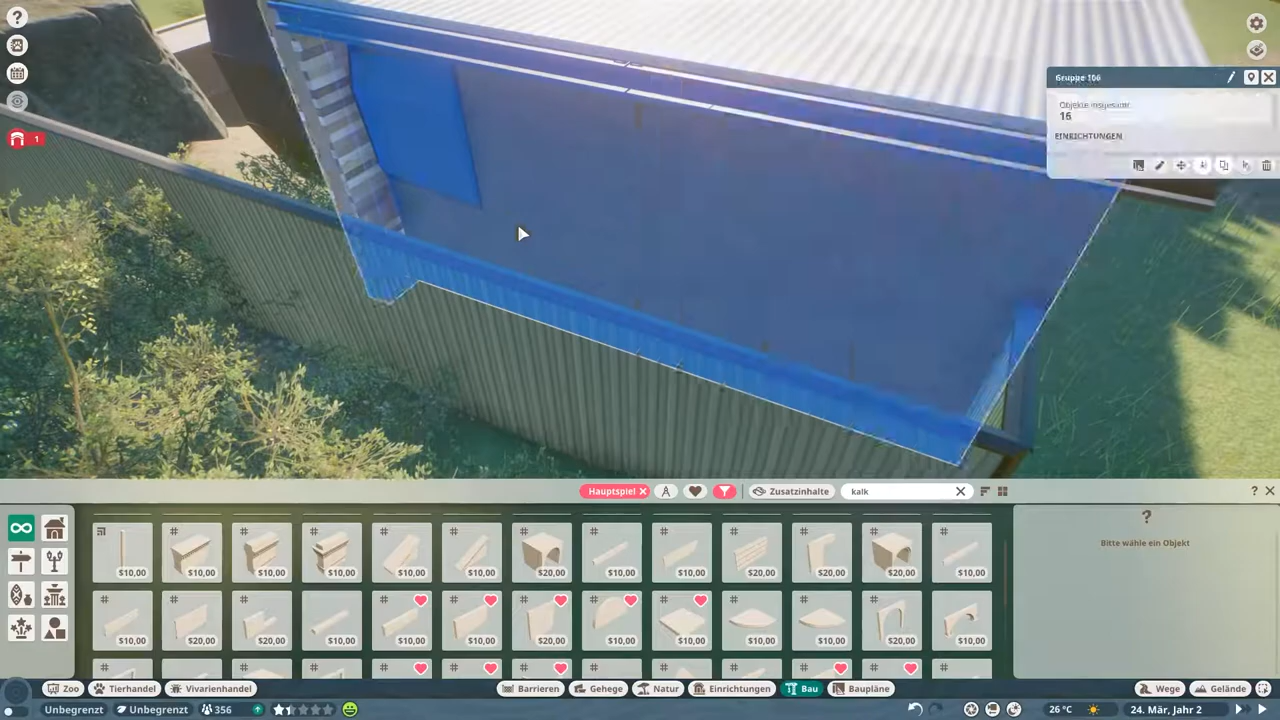 ?
1
Gruppe 106
Objekte insgesamt:
16
EINRICHTUNGEN
Hauptspiel ×
Zusatzinhalte
kalk
?
$10,00 $10,00 $10,00 $10,00 $10,00 $10,00 $20,00 $10,00 $10,00 $20,00 $20,00 $20,00 $10,00
$10,00 $20,00 $10,00 $10,00 $10,00 $10,00 $20,00 $10,00 $10,00 $10,00 $10,00 $20,00 $10,00
?
Bitte wähle ein Objekt
Zoo Tierhandel Vivarienhandel Barrieren Gehege Natur Einrichtungen Bau Baupläne Wege Gelände
Unbegrenzt Unbegrenzt 356 26 °C 24. Mär, Jahr 2